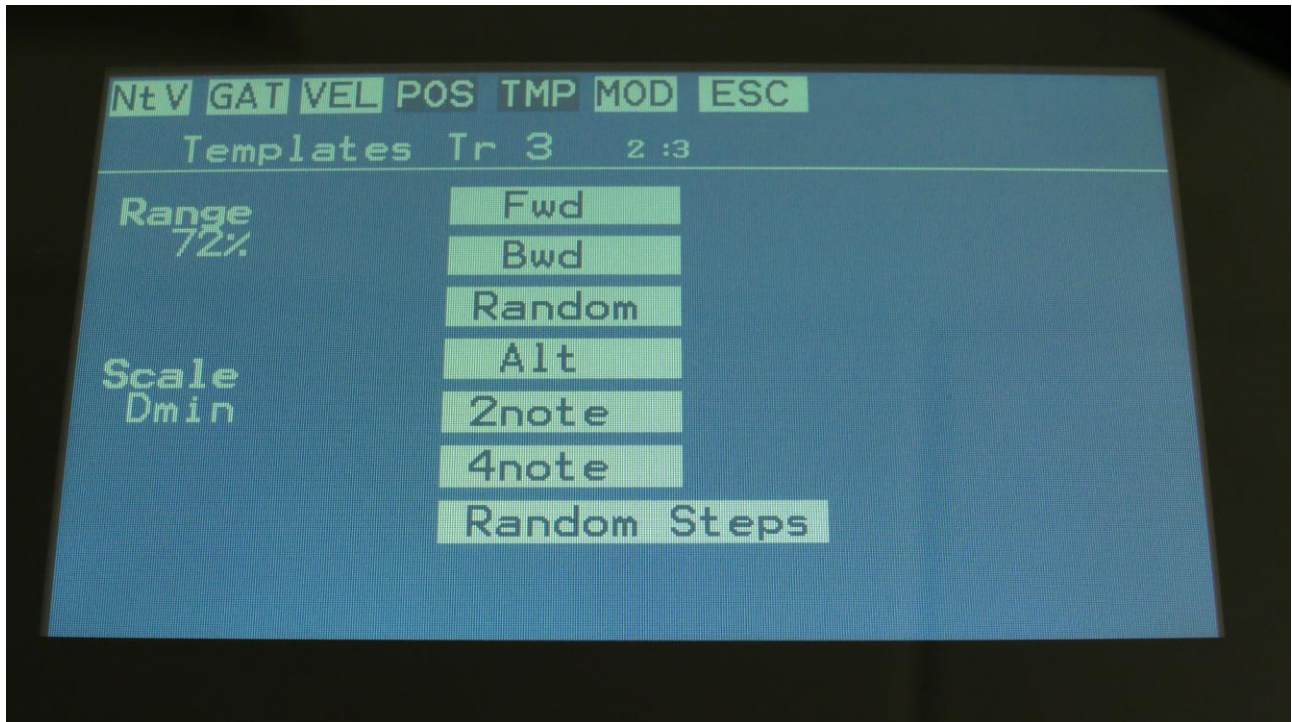 NtV GAT VEL POS TMP MOD ESC
Templates Tr 3 2 :3
Range
72%
Scale
Dmin
Fwd
Bwd
Random
Alt
2note
4note
Random Steps